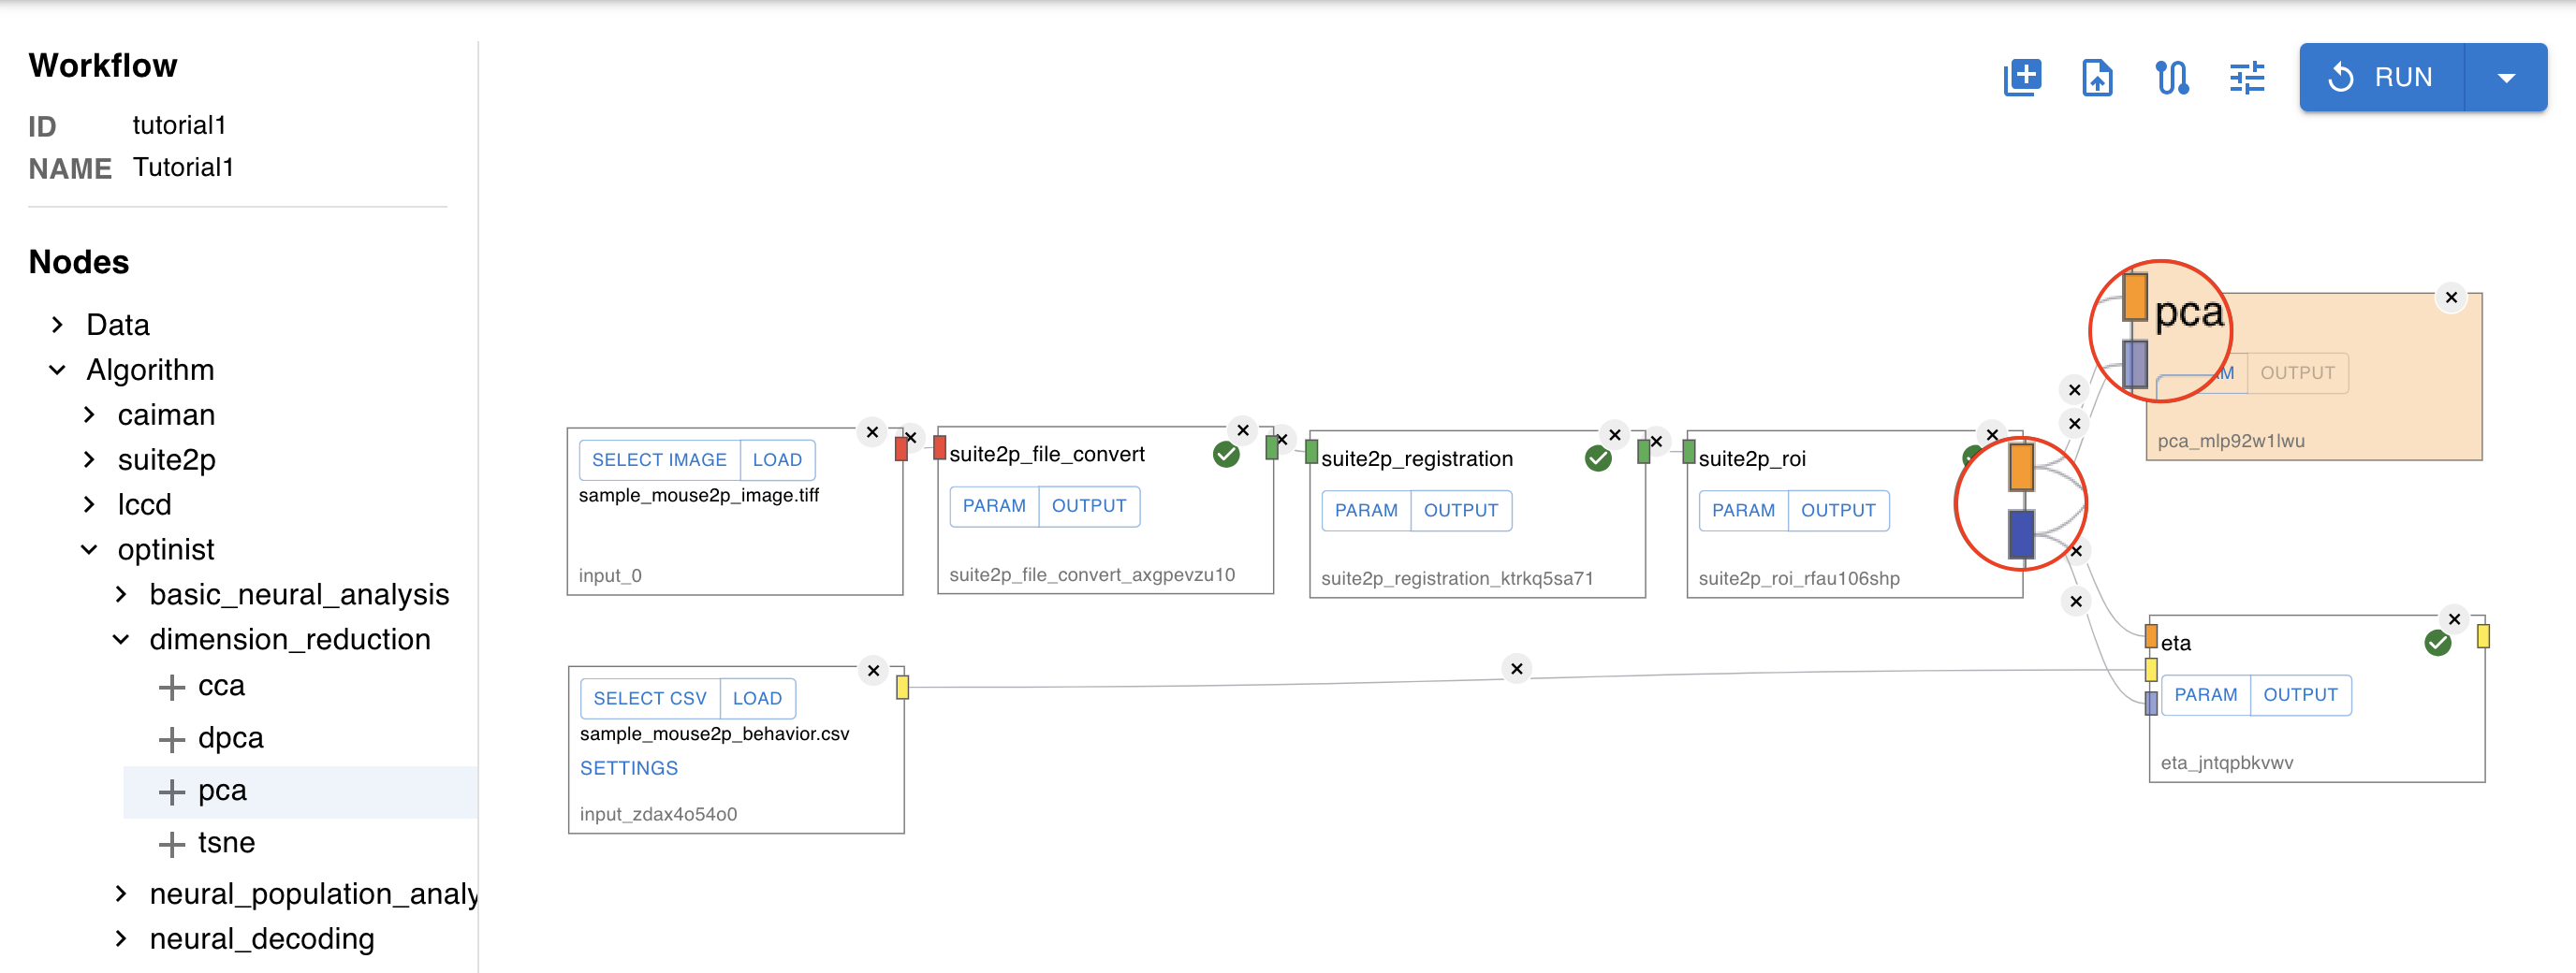 Workflow
ID tutorial1
NAME Tutorial1
Nodes
Data
Algorithm
caiman
suite2p
lccd
optinist
basic_neural_analysis
dimension_reduction
cca
dpca
pca
tsne
neural_population_analy
neural_decoding
RUN
SELECT IMAGE LOAD
sample_mouse2p_image.tiff
input_0
suite2p_file_convert
PARAM OUTPUT
suite2p_file_convert_axgpevzu10
suite2p_registration
PARAM OUTPUT
suite2p_registration_ktrkq5sa71
suite2p_roi
PARAM OUTPUT
suite2p_roi_rfau106shp
pca
M OUTPUT
pca_mlp92w1lwu
SELECT CSV LOAD
sample_mouse2p_behavior.csv
SETTINGS
input_zdax4o54o0
eta
PARAM OUTPUT
eta_jntqpbkvwv